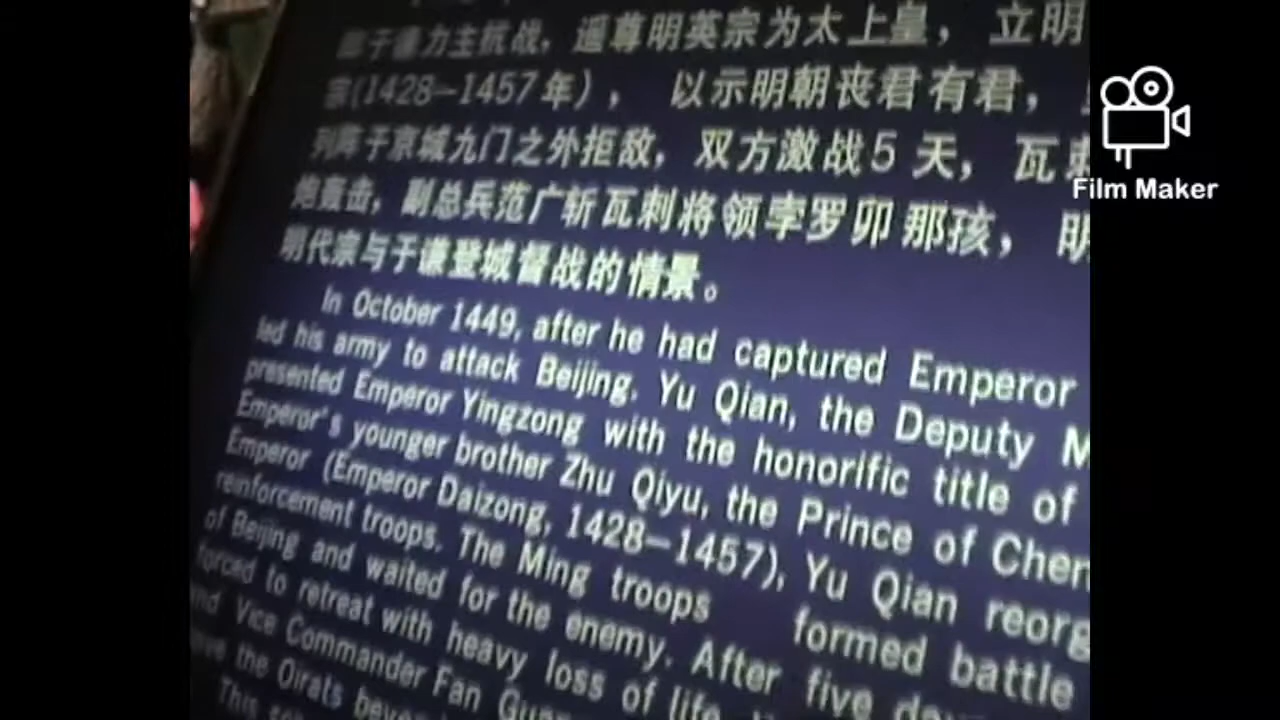 部于谦力主抗战，遥尊明英宗为太上皇， 立明
宗(1428—1457年)， 以示明朝丧君有君，
列阵于京城九门之外拒敌，双方激战5天，瓦剌
炮轰击，副总兵范广斩瓦刺将领孛罗卯那孩，明
明代宗与于谦登城督战的情景。
In October 1449, after he had captured Emperor
led his army to attack Beijing. Yu Qian, the Deputy M
presented Emperor Yingzong with the honorific title of
Emperor's younger brother Zhu Qiyu, the Prince of Chen
Emperor (Emperor Daizong, 1428—1457). Yu Qian reorg
reinforcement troops. The Ming troops formed battle
of Beijing and waited for the enemy. After five day
forced to retreat with heavy loss of life.
and Vice Commander Fan Guan
the Oirats beyo
This
Film Maker